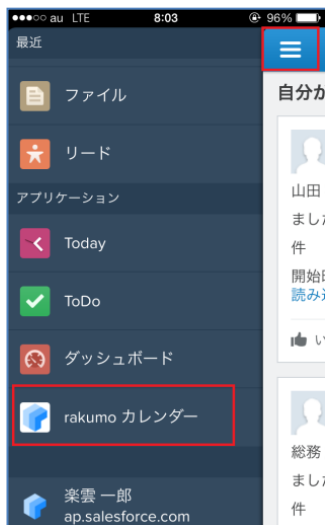 au LTE 8:03 96%
最近
ファイル
リード
アプリケーション
Today
ToDo
ダッシュボード
rakumo カレンダー
楽雲 一郎
ap.salesforce.com
自分が
山田
まし
件
開始
読み
い
総務
まし
件